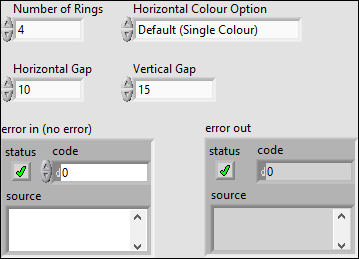 Number of Rings Horizontal Colour Option
4 Default (Single Colour)
Horizontal Gap Vertical Gap
10 15
error in (no error) error out
status code status code
d0 d0
source source